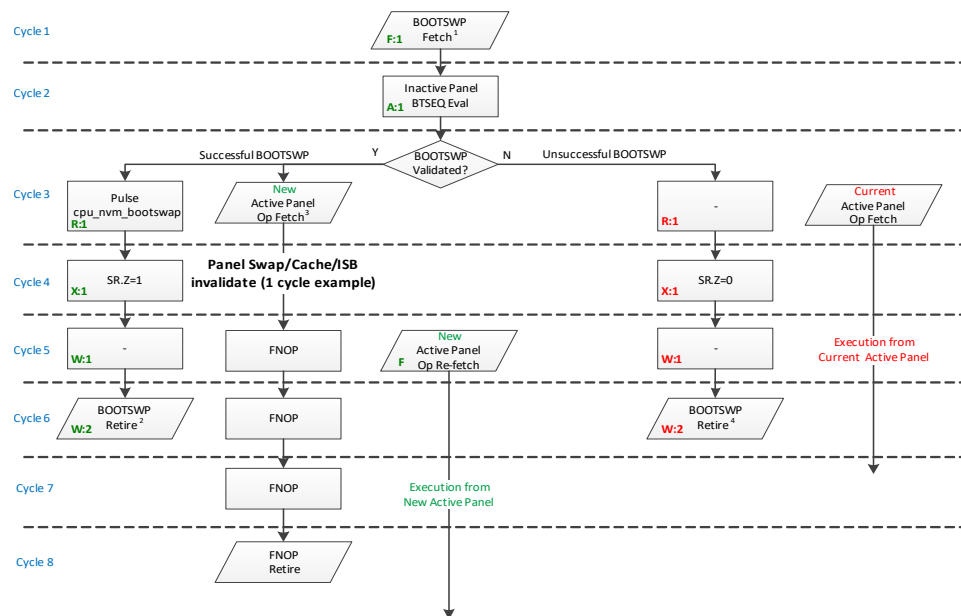 Cycle 1
BOOTSWP
Fetch 1
F:1
Cycle 2
Inactive Panel
BTSEQ Eval
A:1
Successful BOOTSWP
Y
BOOTSWP
Validated?
N
Unsuccessful BOOTSWP
Cycle 3
Pulse
cpu_nvm_bootswap
R:1
New
Active Panel
Op Fetch3
-
R:1
Current
Active Panel
Op Fetch
Cycle 4
SR.Z=1
X:1
Panel Swap/Cache/ISB
invalidate (1 cycle example)
SR.Z=0
X:1
Cycle 5
-
W:1
FNOP
New
Active Panel
Op Re-fetch
F
-
W:1
Execution from
Current Active Panel
Cycle 6
BOOTSWP
Retire 2
W:2
FNOP
BOOTSWP
Retire 4
W:2
Cycle 7
FNOP
Execution from
New Active Panel
Cycle 8
FNOP
Retire